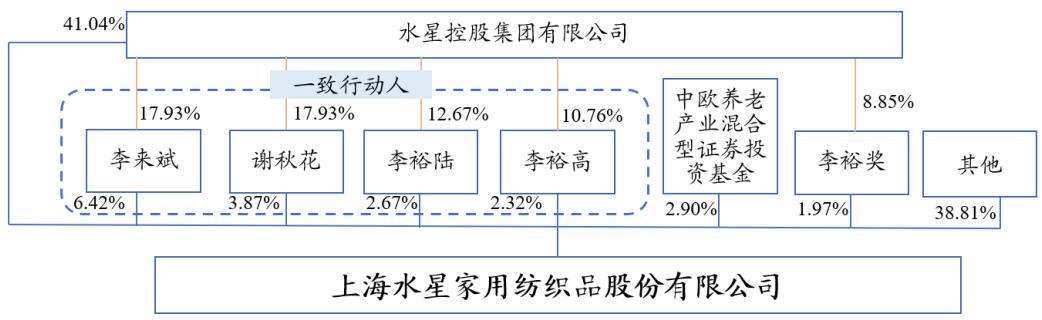 41.04%
水星控股集团有限公司
一致行动人
17.93%
17.93%
12.67%
10.76%
8.85%
李来斌
谢秋花
李裕陆
李裕高
中欧养老
产业混合
型证券投
资基金
李裕奖
其他
6.42%
3.87%
2.67%
2.32%
2.90%
1.97%
38.81%
上海水星家用纺织品股份有限公司